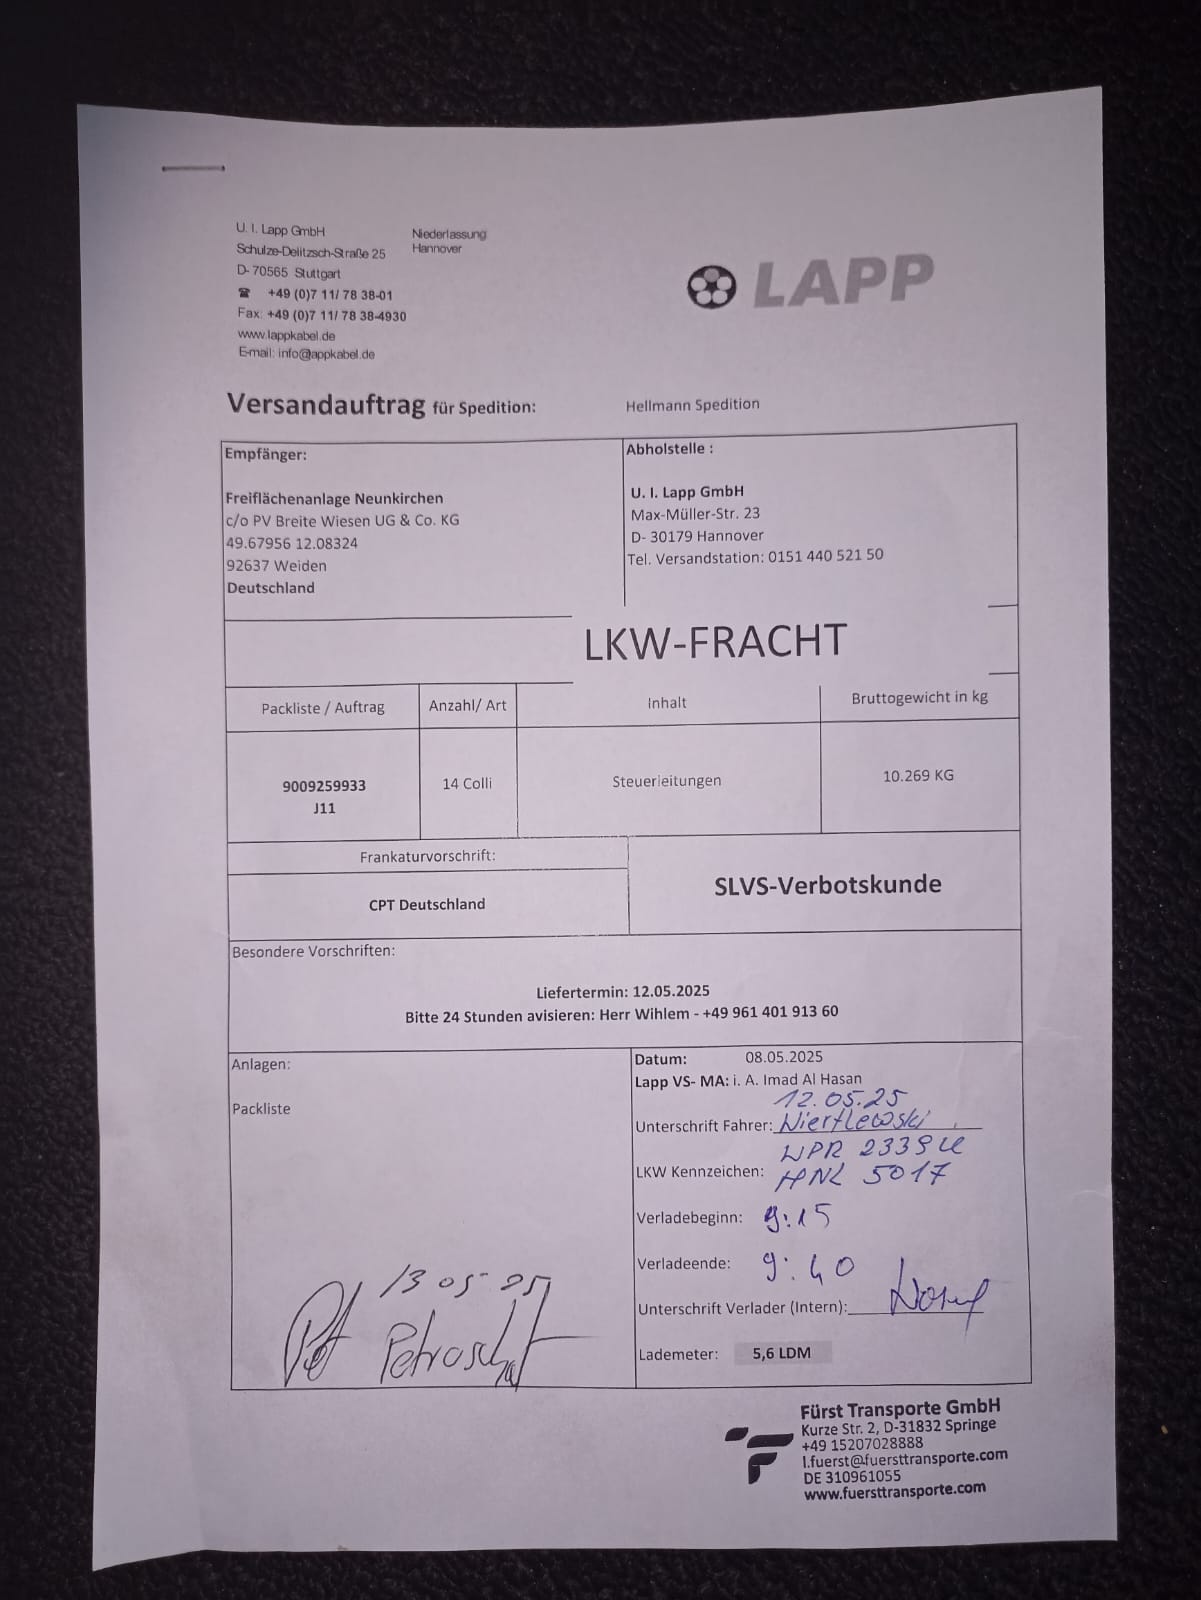 U. I. Lapp GmbH
Schulze-Delitzsch-Straße 25
D- 70565 Stuttgart
☎ +49 (0)7 11/ 78 38-01
Fax: +49 (0)7 11/ 78 38-4930
www.lappkabel.de
E-mail: info@lappkabel.de
Niederlassung
Hannover
LAPP
Versandauftrag für Spedition: Hellmann Spedition
Empfänger:
Freiflächenanlage Neunkirchen
c/o PV Breite Wiesen UG & Co. KG
49.67956 12.08324
92637 Weiden
Deutschland
Abholstelle :
U. I. Lapp GmbH
Max-Müller-Str. 23
D- 30179 Hannover
Tel. Versandstation: 0151 440 521 50
LKW-FRACHT
Packliste / Auftrag Anzahl/ Art Inhalt Bruttogewicht in kg
9009259933 14 Colli Steuerleitungen 10.269 KG
J11
Frankaturvorschrift:
CPT Deutschland
SLVS-Verbotskunde
Besondere Vorschriften:
Liefertermin: 12.05.2025
Bitte 24 Stunden avisieren: Herr Wihlem - +49 961 401 913 60
Anlagen:
Packliste
13 05 25
Datum: 08.05.2025
Lapp VS- MA: i. A. Imad Al Hasan
12.05.25
Unterschrift Fahrer:
WPR
LKW Kennzeichen: HNL 5017
Verladebeginn: 9:15
Verladeende: 9:40
Unterschrift Verlader (Intern):
Lademeter: 5,6 LDM
Fürst Transporte GmbH
Kurze Str. 2, D-31832 Springe
+49 15207028888
l.fuerst@fuersttransporte.com
DE 310961055
www.fuersttransporte.com